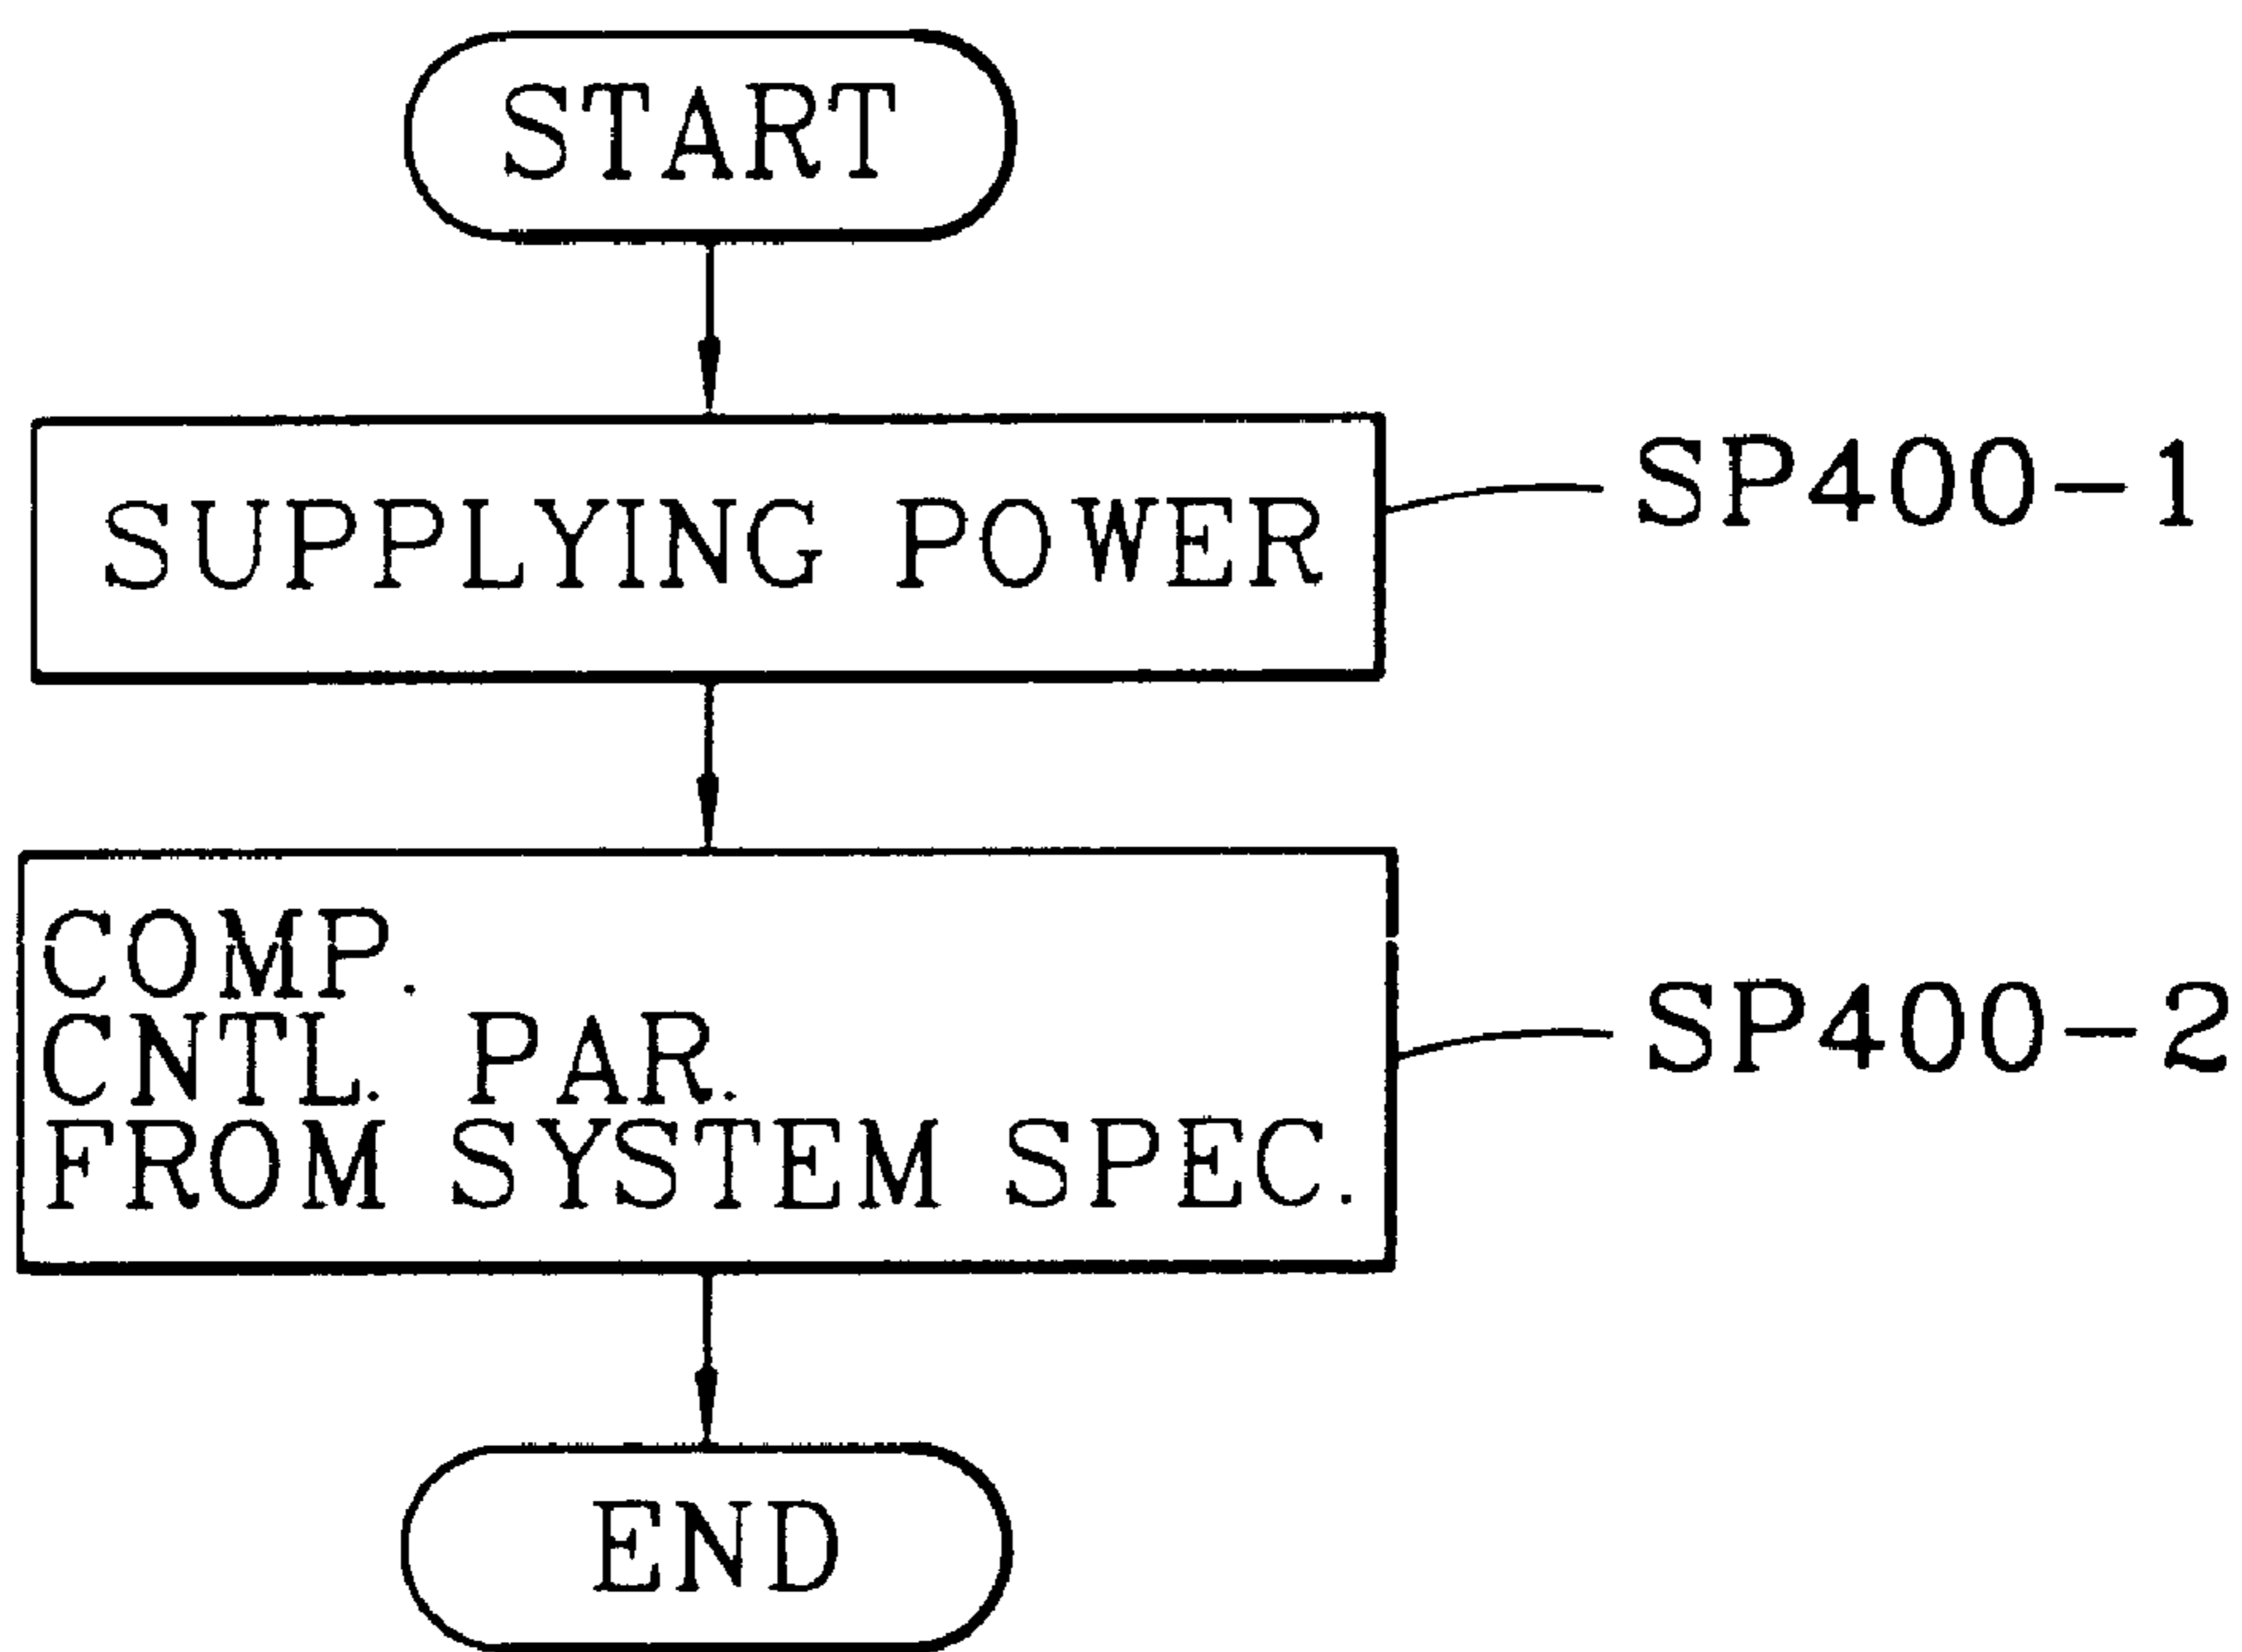 START
SUPPLYING POWER
SP400-1
COMP.
CNTL. PAR.
FROM SYSTEM SPEC.
SP400-2
END